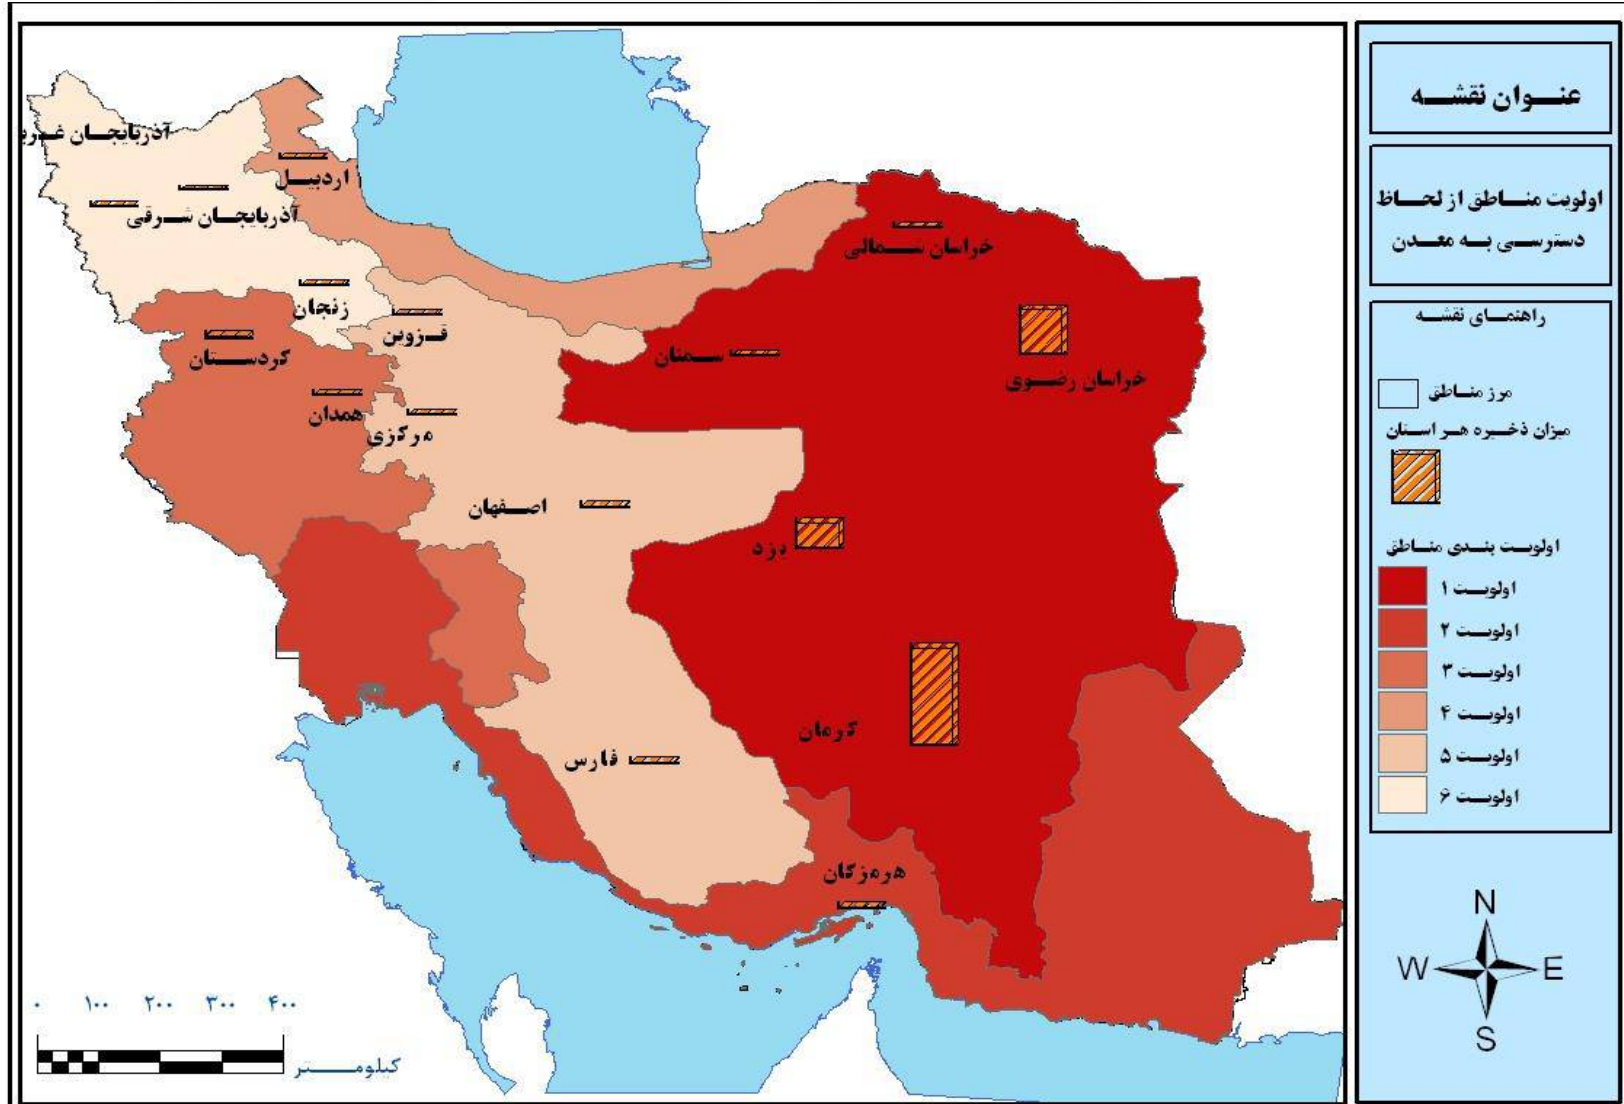 عنوان نقشه
اولویت مناطق از لحاظ
دسترسی به معدن
راهنمای نقشه
مرز مناطق
میزان ذخیره هر استان
اولویت بندی مناطق
اولویت ۱
اولویت ۲
اولویت ۳
اولویت ۴
اولویت ۵
اولویت ۶
N
W E
S
آذربایجان غربی
اردبیل
آذربایجان شرقی
خراسان شمالی
زنجان
قزوین
کردستان
سمنان
خراسان رضوی
همدان
مرکزی
اصفهان
یزد
کرمان
فارس
هرمزگان
۰ ۱۰۰ ۲۰۰ ۳۰۰ ۴۰۰
کیلومتر